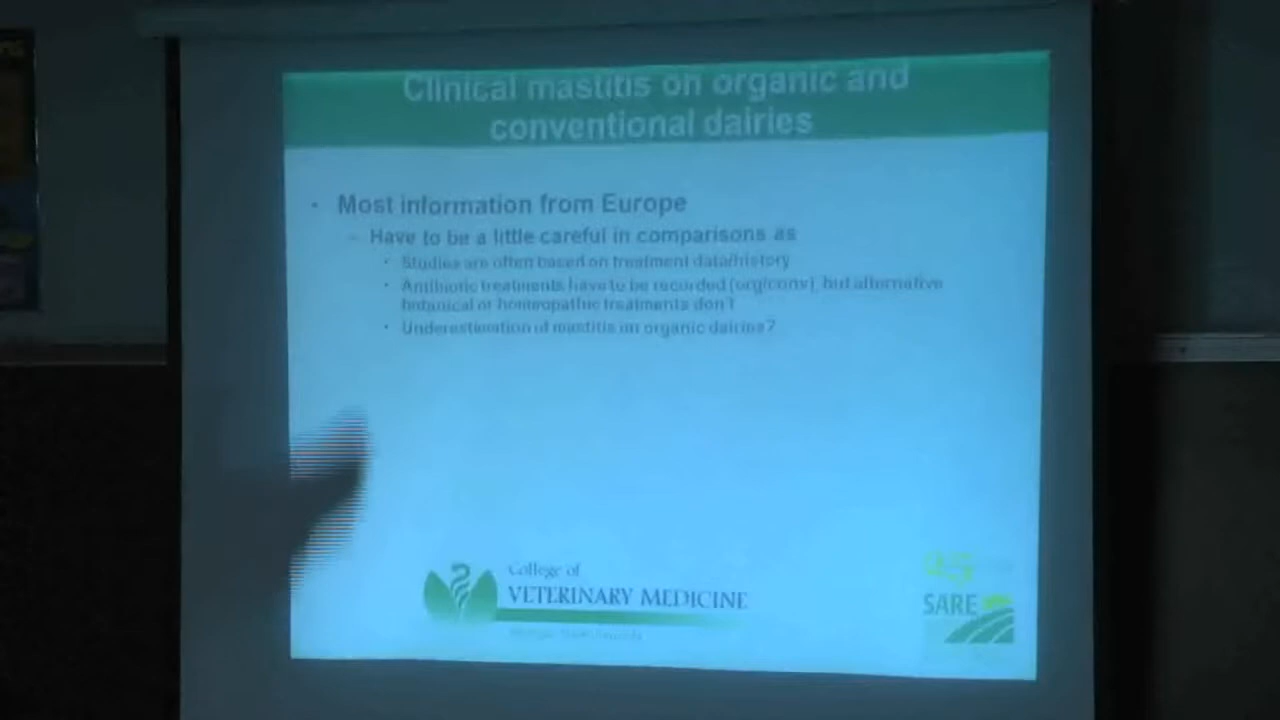 Clinical mastitis on organic and
conventional dairies
• Most information from Europe
– Have to be a little careful in comparisons as
• Studies are often based on treatment data/history
• Antibiotic treatments have to be recorded (org/conv), but alternative
botanical or homeopathic treatments don't
• Underestimation of mastitis on organic dairies?
College of
VETERINARY MEDICINE
SARE